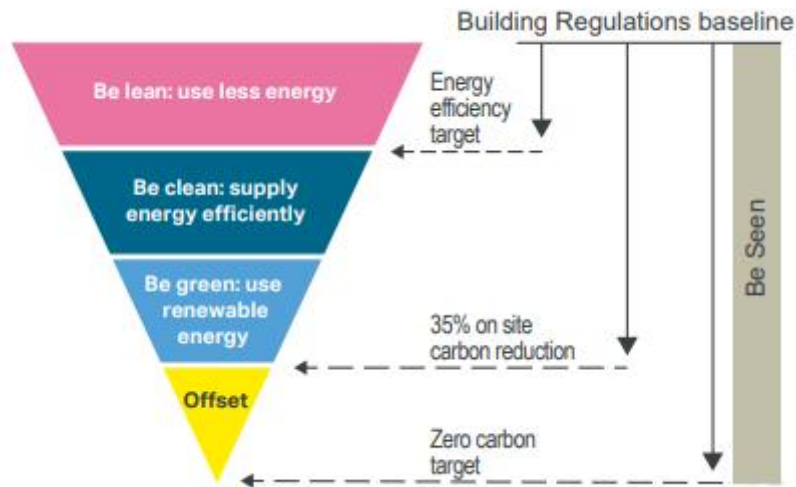 Building Regulations baseline
Be lean: use less energy
Energy
efficiency
target
Be clean: supply
energy efficiently
Be green: use
renewable
energy
35% on site
carbon reduction
Offset
Zero carbon
target
Be Seen